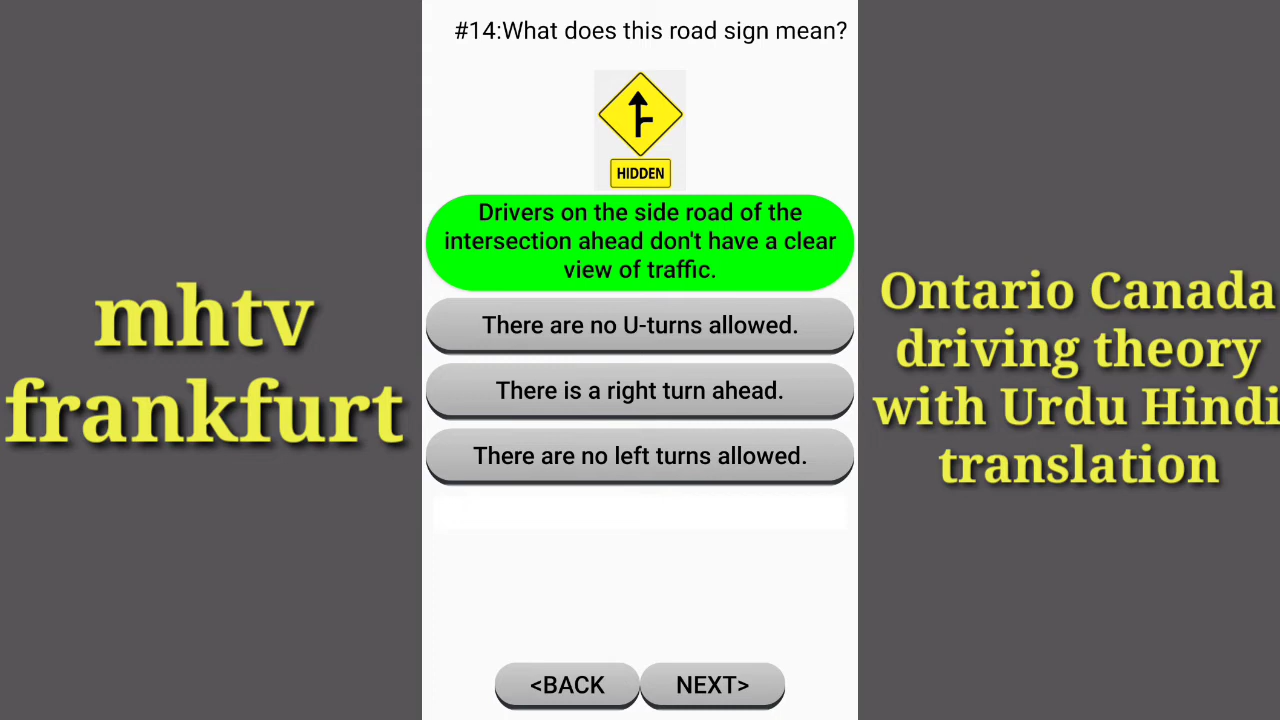 #14:What does this road sign mean?
HIDDEN
Drivers on the side road of the
intersection ahead don't have a clear
view of traffic.
There are no U-turns allowed.
There is a right turn ahead.
There are no left turns allowed.
<BACK
NEXT>
mhtv
frankfurt
Ontario Canada
driving theory
with Urdu Hindi
translation